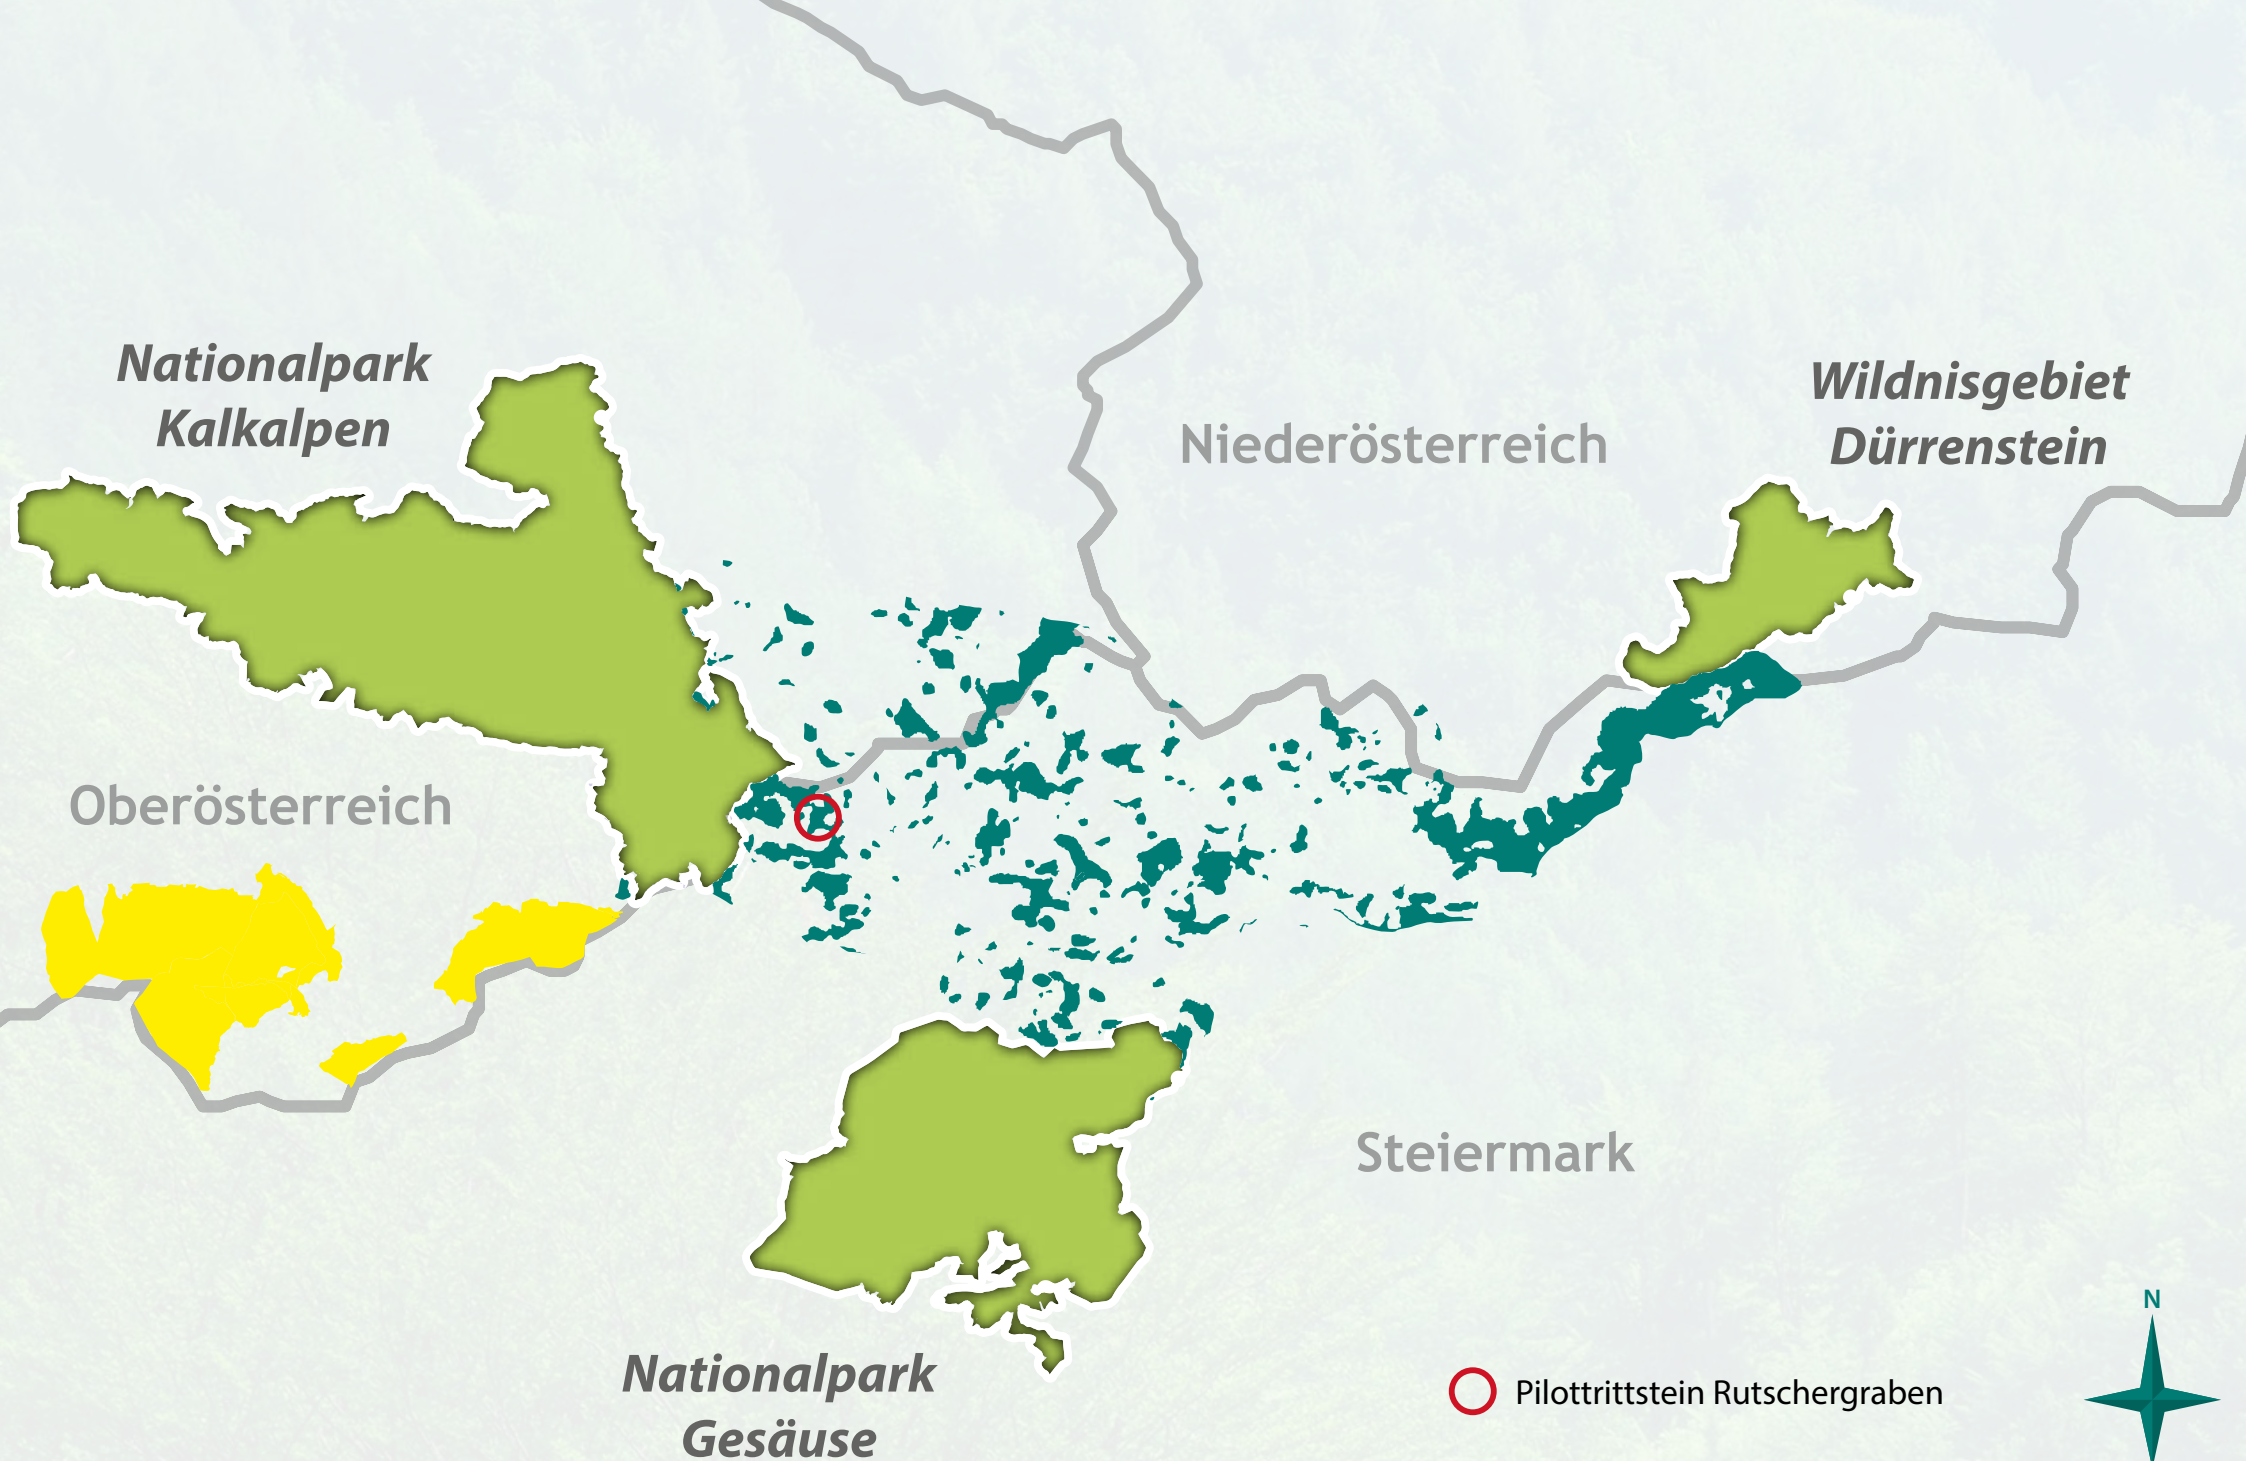 Nationalpark
Kalkalpen
Wildnisgebiet
Dürrenstein
Niederösterreich
Oberösterreich
Steiermark
N
Nationalpark
Gesäuse
Pilottrittstein Rutschergraben